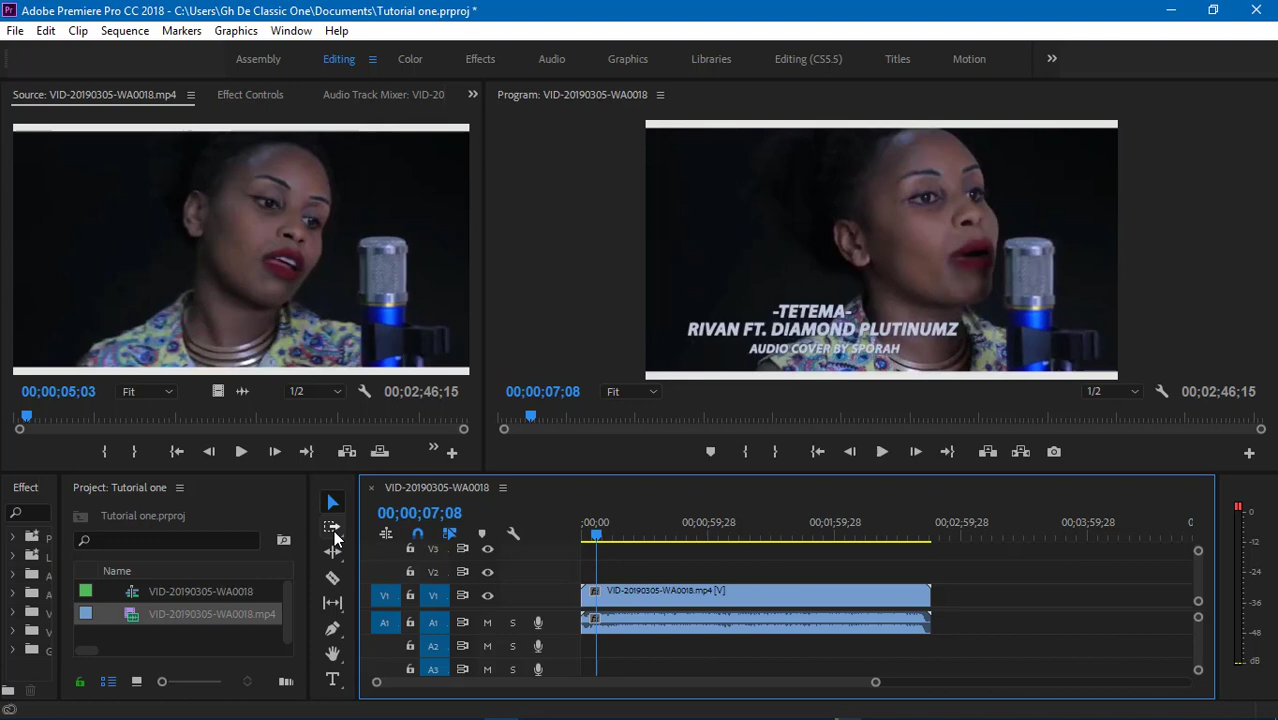 Adobe Premiere Pro CC 2018 - C:\Users\Gh De Classic One\Documents\Tutorial one.prproj *
File Edit Clip Sequence Markers Graphics Window Help
Assembly Editing Color Effects Audio Graphics Libraries Editing (CS5.5) Titles Motion
Source: VID-20190305-WA0018.mp4 Effect Controls Audio Track Mixer: VID-20
Program: VID-20190305-WA0018
-TETEMA-
RIVAN FT. DIAMOND PLUTINUMZ
AUDIO COVER BY SPORAH
00;00;05;03 Fit 1/2 00;02;46;15
00;00;07;08 Fit 1/2 00;02;46;15
Effect
Project: Tutorial one
Tutorial one.prproj
Name
VID-20190305-WA0018
VID-20190305-WA0018.mp4
P
L
A
A
V
V
G
T
VID-20190305-WA0018
00;00;07;08
;00;00 00;00;59;28 00;01;59;28 00;02;59;28 00;03;59;28 0
V3
V2
V1 V1 VID-20190305-WA0018.mp4 [V]
A1 A1 M S
A2 M S
A3 M S
0
-12
-24
-36
-48
dB